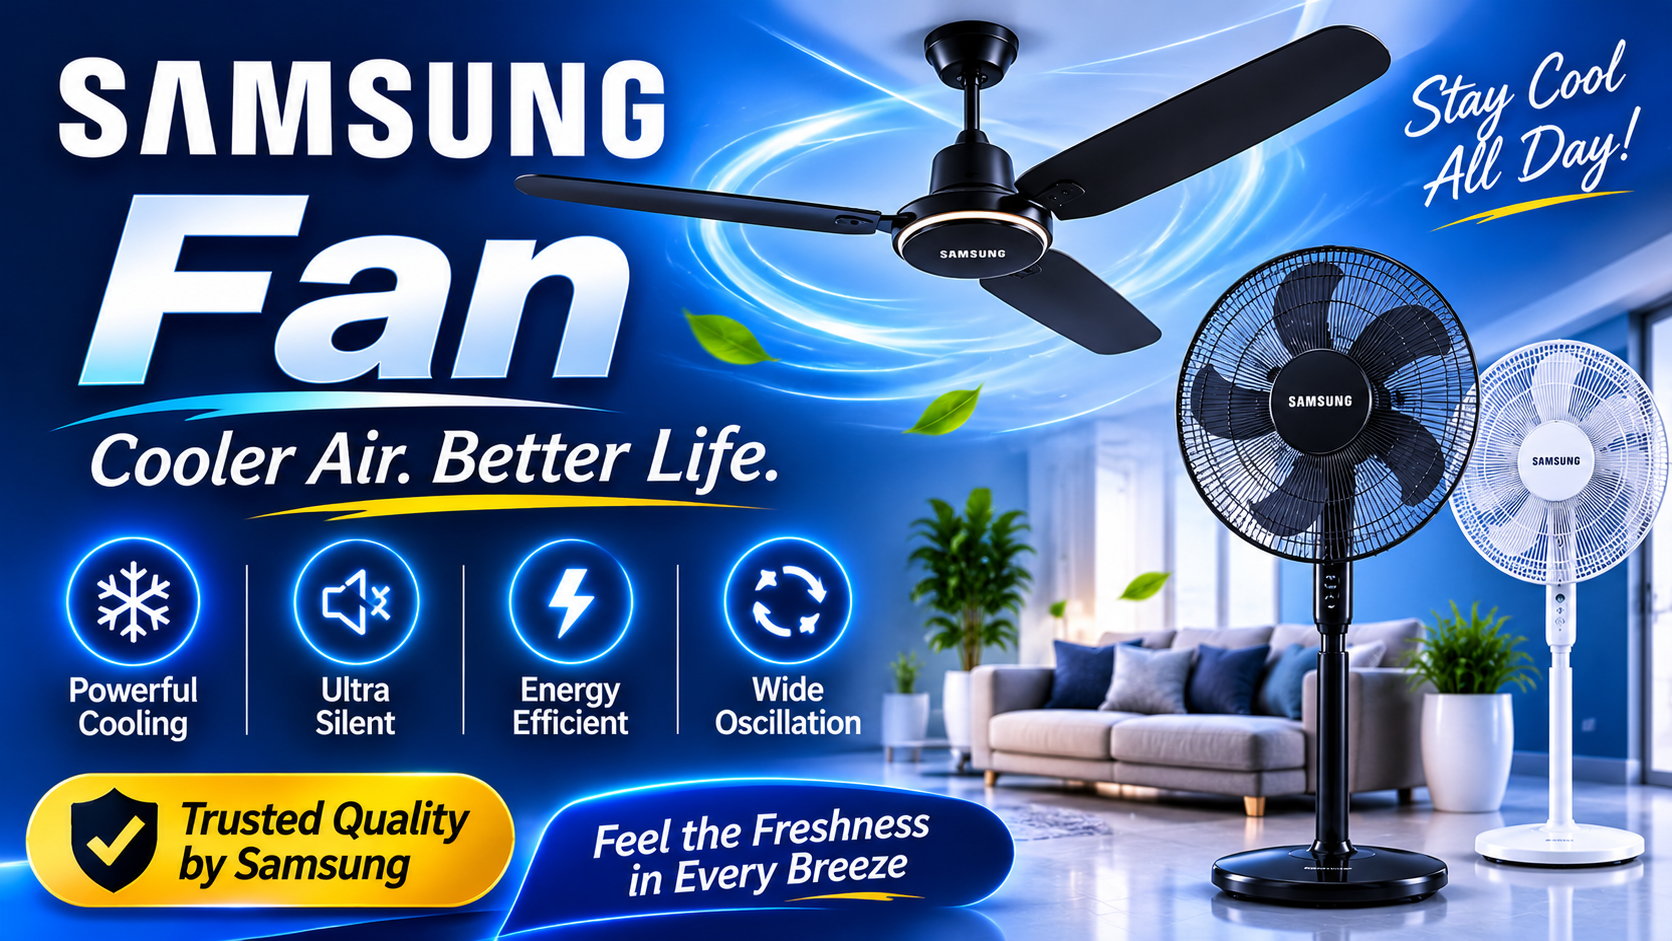 SAMSUNG
Fan
Cooler Air. Better Life.
Powerful
Cooling
Ultra
Silent
Energy
Efficient
Wide
Oscillation
Trusted Quality
by Samsung
Feel the Freshness
in Every Breeze
Stay Cool
All Day!
SAMSUNG
SAMSUNG
SAMSUNG